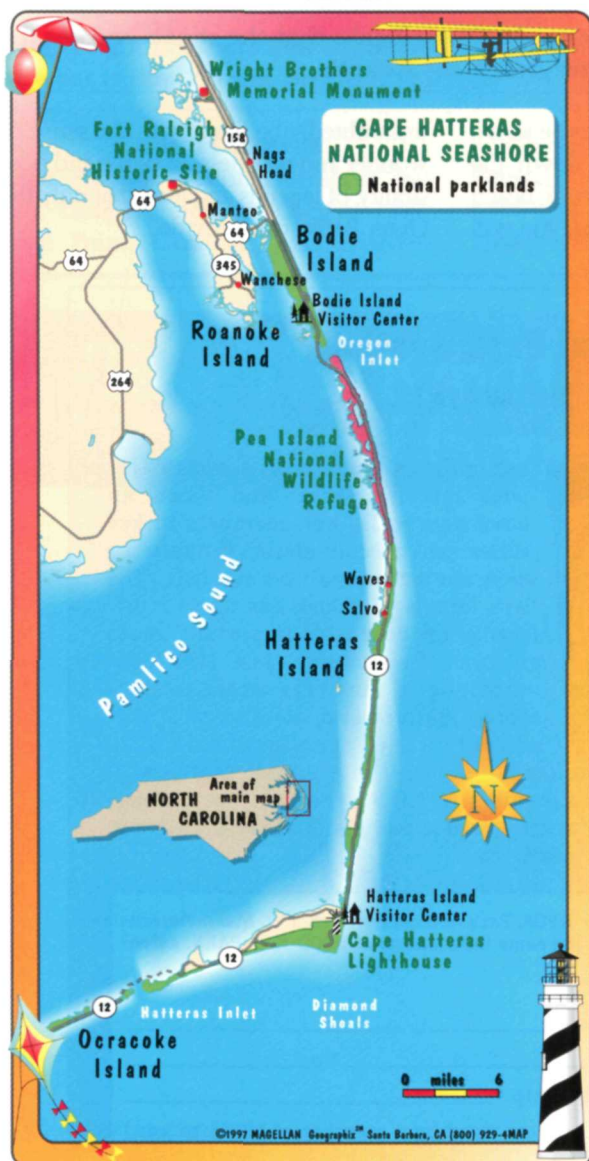 Wright Brothers
Memorial Monument
Fort Raleigh
National
Historic Site
CAPE HATTERAS
NATIONAL SEASHORE
National parklands
158
Nags
Head
64
Manteo
64
64
345
Wanchese
Bodie
Island
Bodie Island
Visitor Center
Roanoke
Island
Oregon
Inlet
264
Pea Island
National
Wildlife
Refuge
Waves
Salvo
Pamlico Sound
Hatteras
Island
12
Area of
main map
NORTH
CAROLINA
N
Hatteras Island
Visitor Center
Cape Hatteras
Lighthouse
12
12
Hatteras Inlet
Diamond
Shoals
Ocracoke
Island
0 miles 6
©1997 MAGELLAN Geographix℠ Santa Barbara, CA (800) 929-4MAP